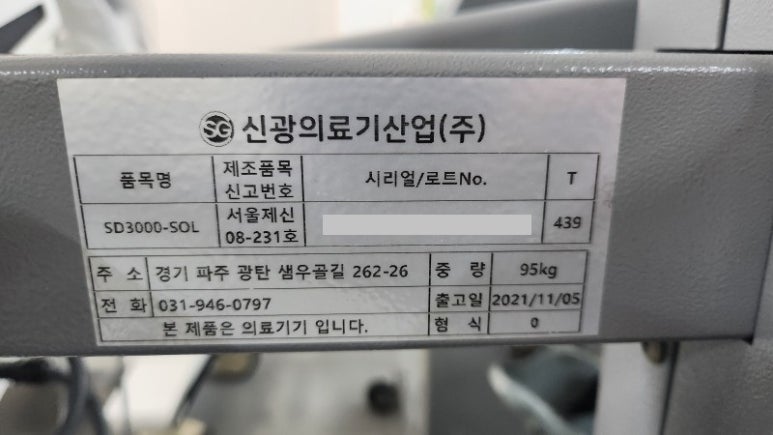 SG 신광의료기산업(주)
품목명 제조품목 신고번호 시리얼/로트No. T
SD3000-SOL 서울제신 08-231호 439
주 소 경기 파주 광탄 샘우골길 262-26 중 량 95kg
전 화 031-946-0797 출고일 2021/11/05
본 제품은 의료기기 입니다. 형 식 0